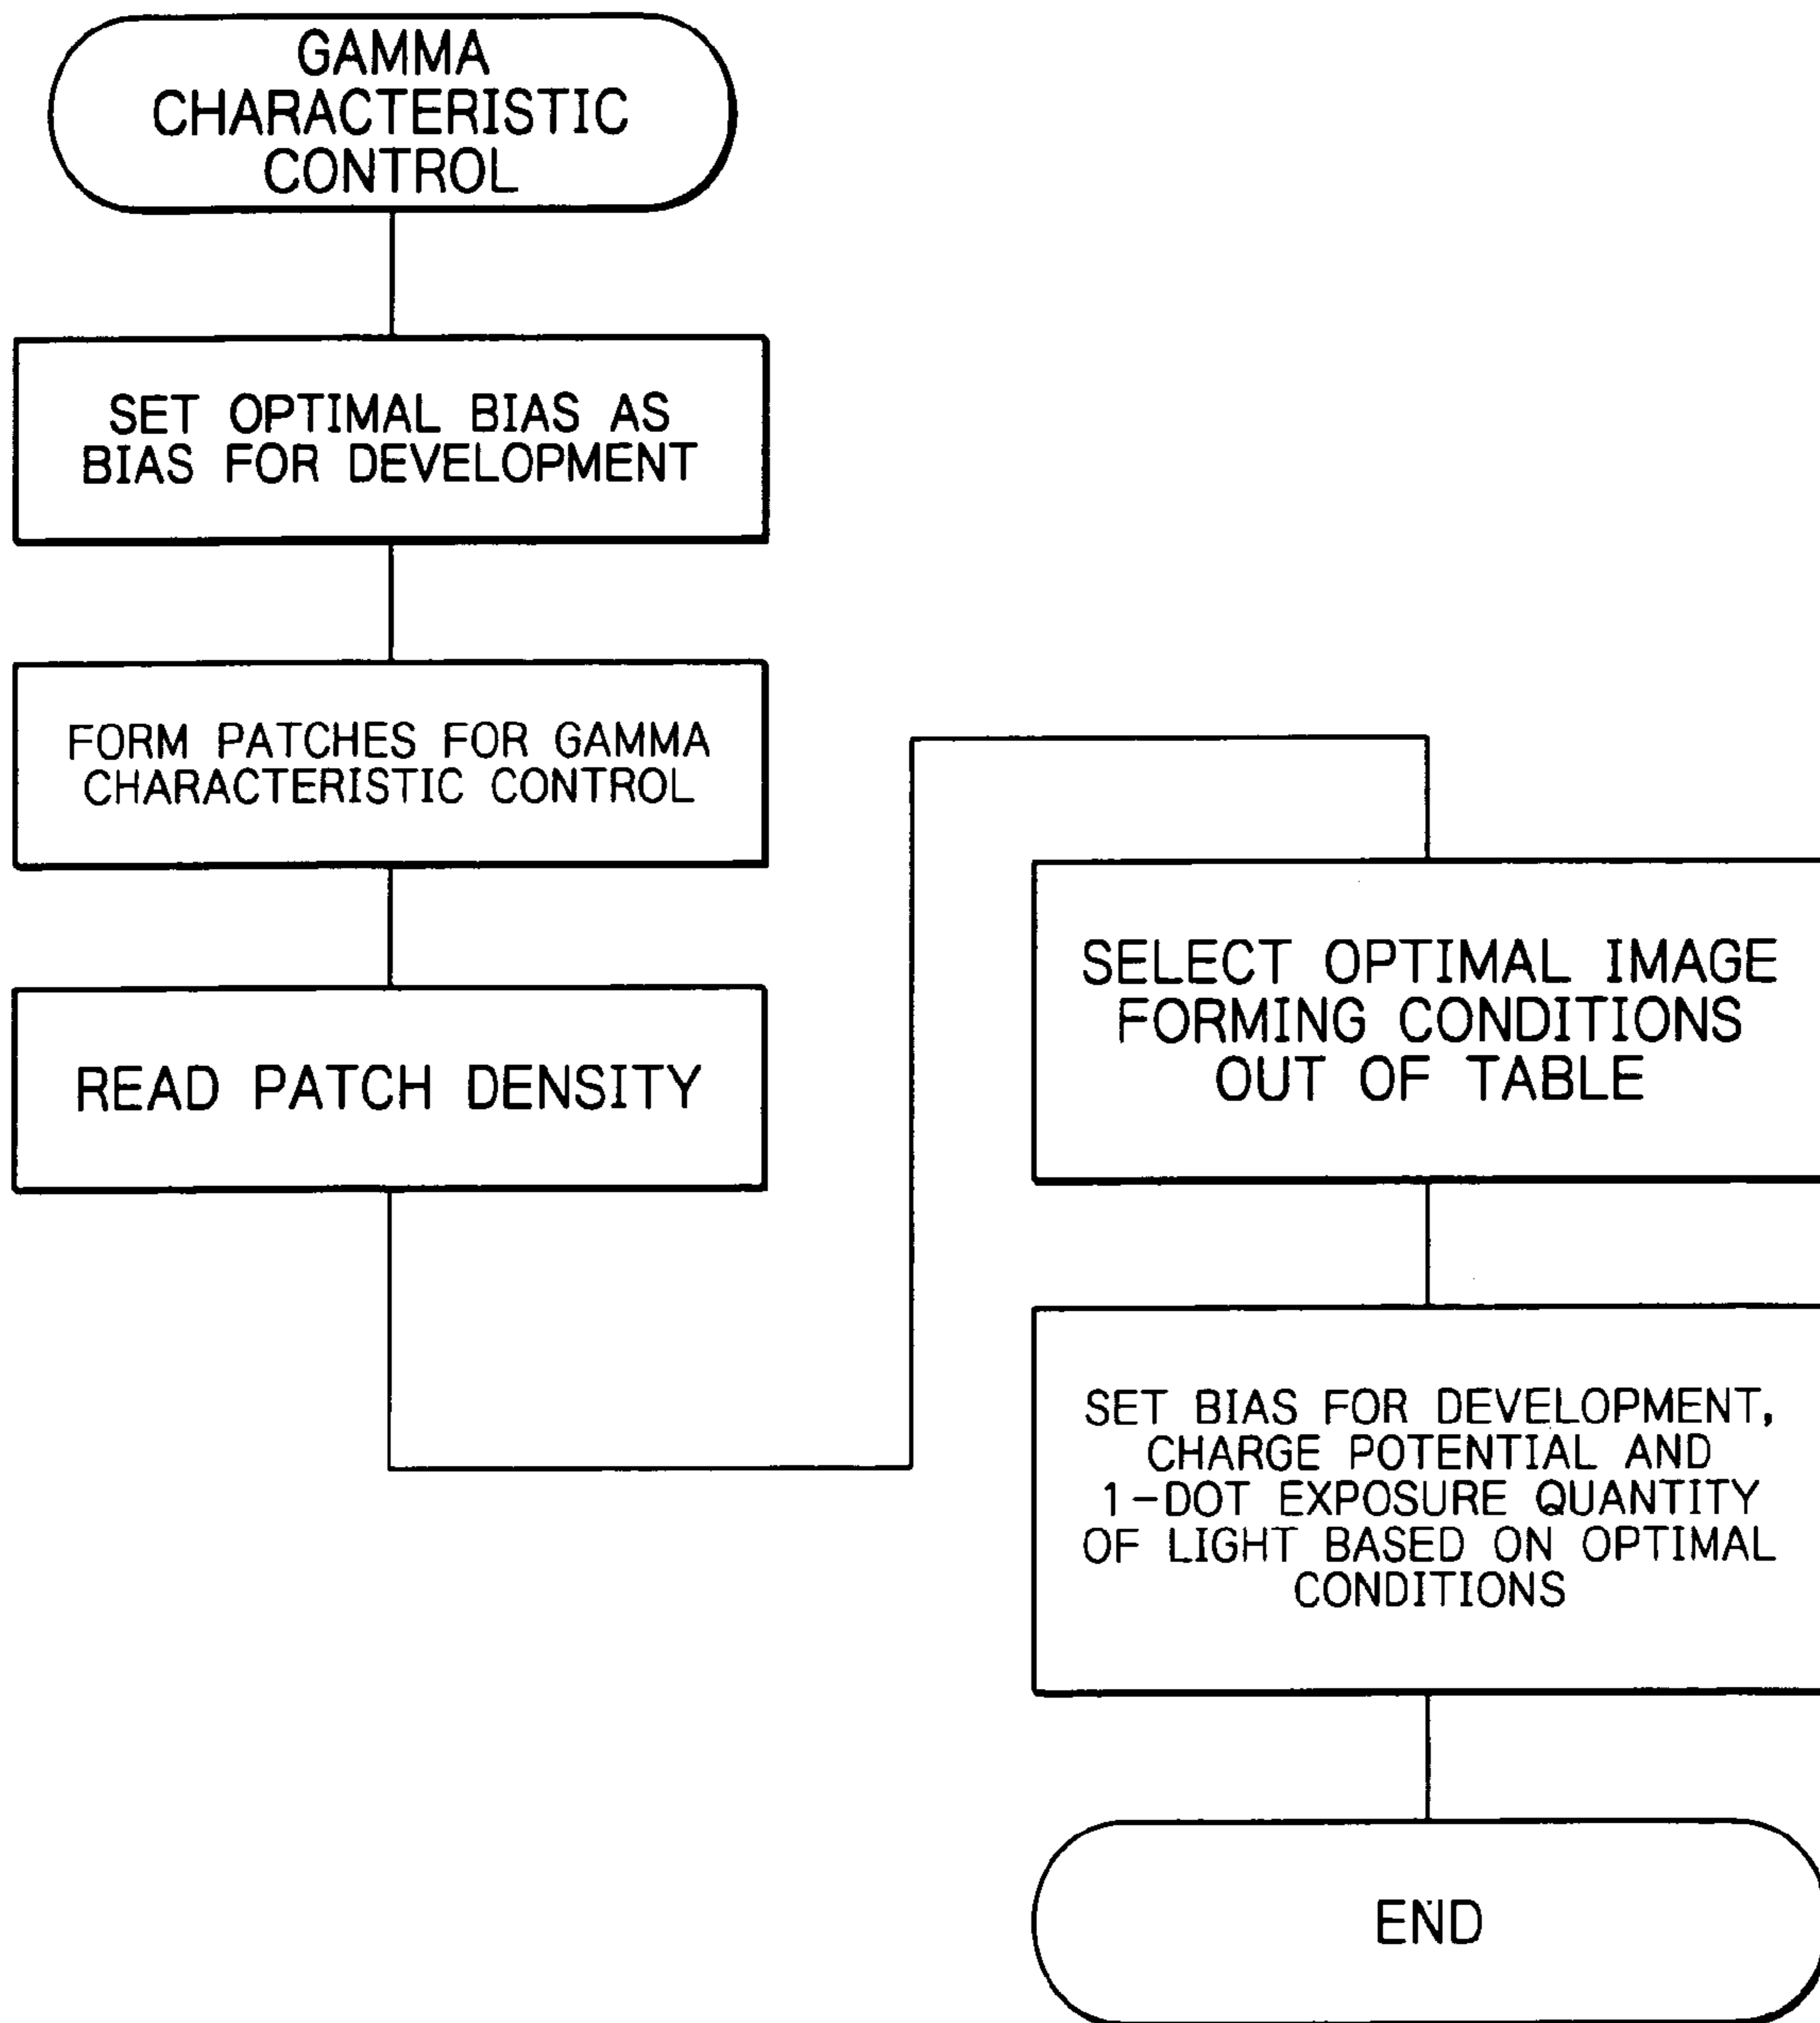 GAMMA
CHARACTERISTIC
CONTROL
SET OPTIMAL BIAS AS
BIAS FOR DEVELOPMENT
FORM PATCHES FOR GAMMA
CHARACTERISTIC CONTROL
READ PATCH DENSITY
SELECT OPTIMAL IMAGE
FORMING CONDITIONS
OUT OF TABLE
SET BIAS FOR DEVELOPMENT,
CHARGE POTENTIAL AND
1-DOT EXPOSURE QUANTITY
OF LIGHT BASED ON OPTIMAL
CONDITIONS
END